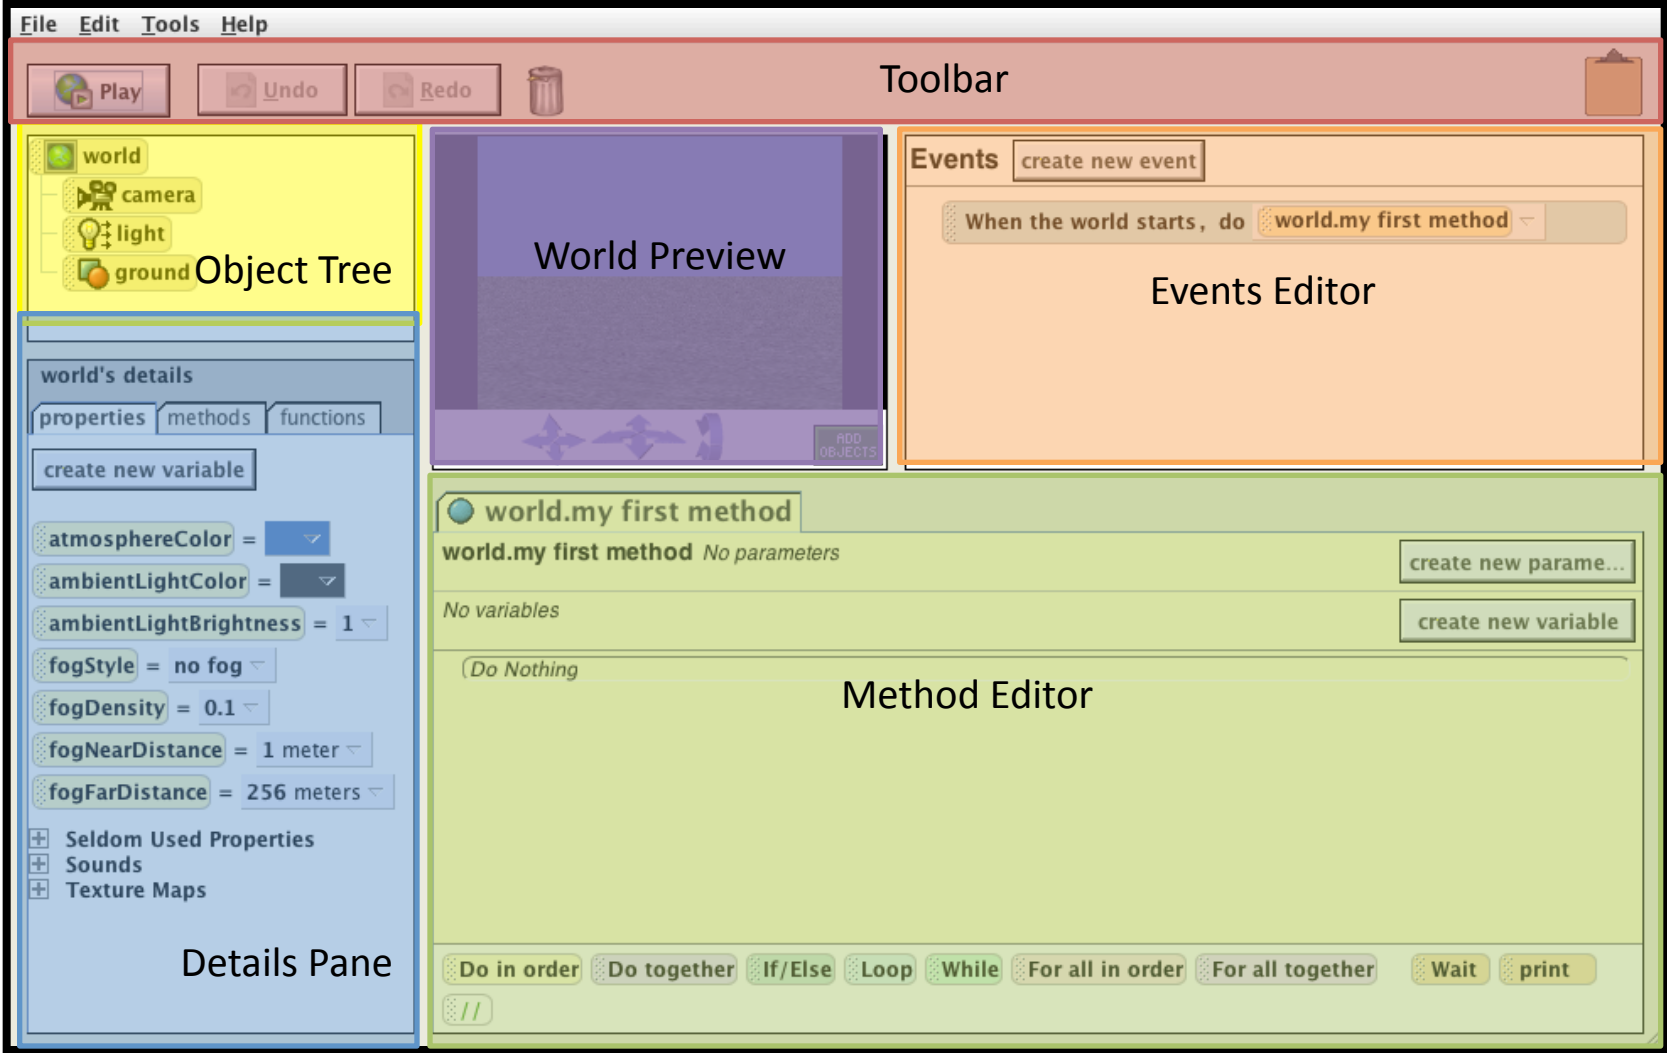 File Edit Tools Help
Play Undo Redo Toolbar
world
camera
light
ground
Object Tree
World Preview
ADD
OBJECTS
Events create new event
When the world starts, do world.my first method
Events Editor
world's details
properties methods functions
create new variable
atmosphereColor =
ambientLightColor =
ambientLightBrightness = 1
fogStyle = no fog
fogDensity = 0.1
fogNearDistance = 1 meter
fogFarDistance = 256 meters
Seldom Used Properties
Sounds
Texture Maps
Details Pane
world.my first method
world.my first method No parameters create new parame...
No variables create new variable
Do Nothing
Method Editor
Do in order Do together If/Else Loop While For all in order For all together Wait print
//